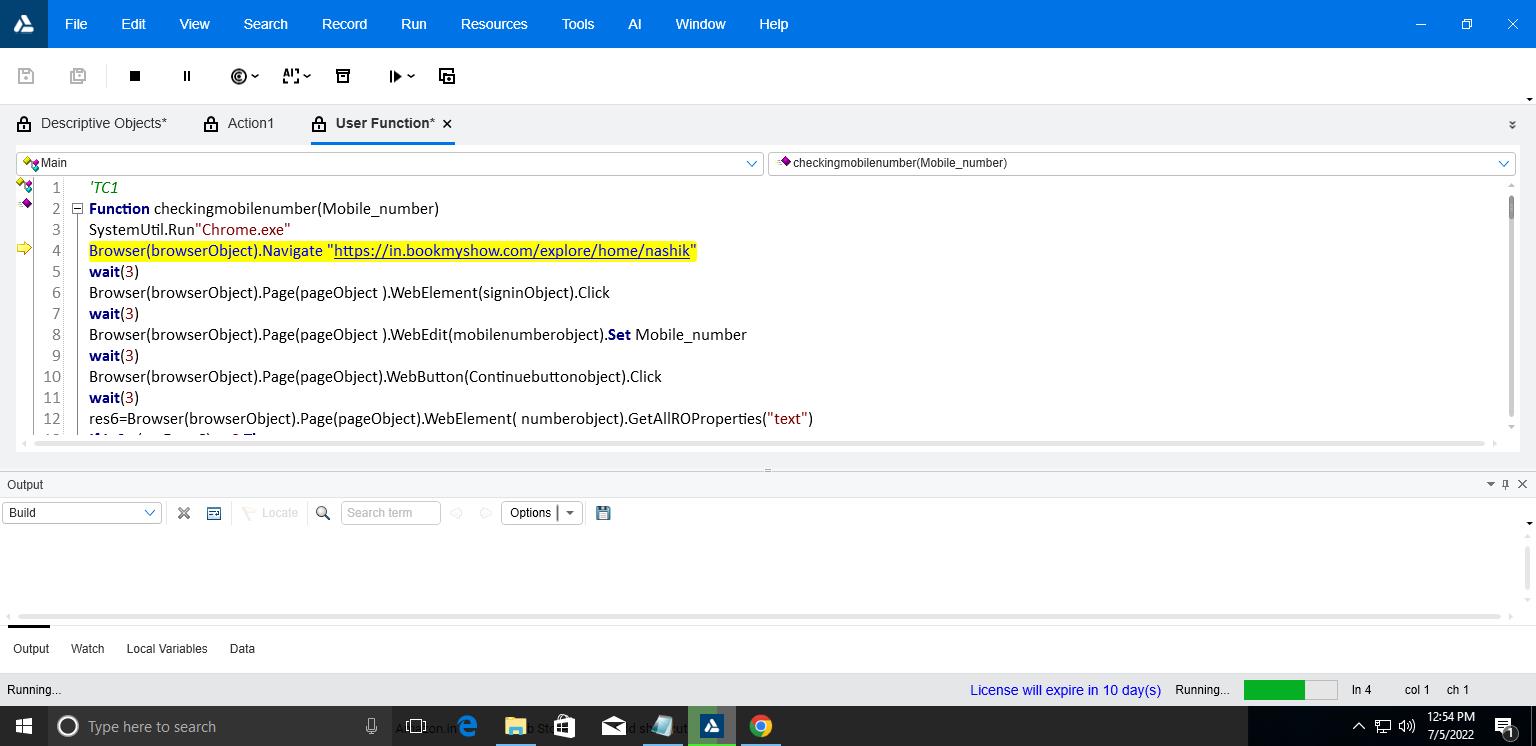 File Edit View Search Record Run Resources Tools AI Window Help
Descriptive Objects* Action1 User Function*
Main checkingmobilenumber(Mobile_number)
1 'TC1
2 Function checkingmobilenumber(Mobile_number)
3 SystemUtil.Run"Chrome.exe"
4 Browser(browserObject).Navigate "https://in.bookmyshow.com/explore/home/nashik"
5 wait(3)
6 Browser(browserObject).Page(pageObject ).WebElement(signinObject).Click
7 wait(3)
8 Browser(browserObject).Page(pageObject ).WebEdit(mobilenumberobject).Set Mobile_number
9 wait(3)
10 Browser(browserObject).Page(pageObject).WebButton(Continuebuttonobject).Click
11 wait(3)
12 res6=Browser(browserObject).Page(pageObject).WebElement( numberobject).GetAllROProperties("text")
Output
Build Locate Search term Options
Output Watch Local Variables Data
Running... License will expire in 10 day(s) Running... ln 4 col 1 ch 1
Type here to search 12:54 PM
7/5/2022 1